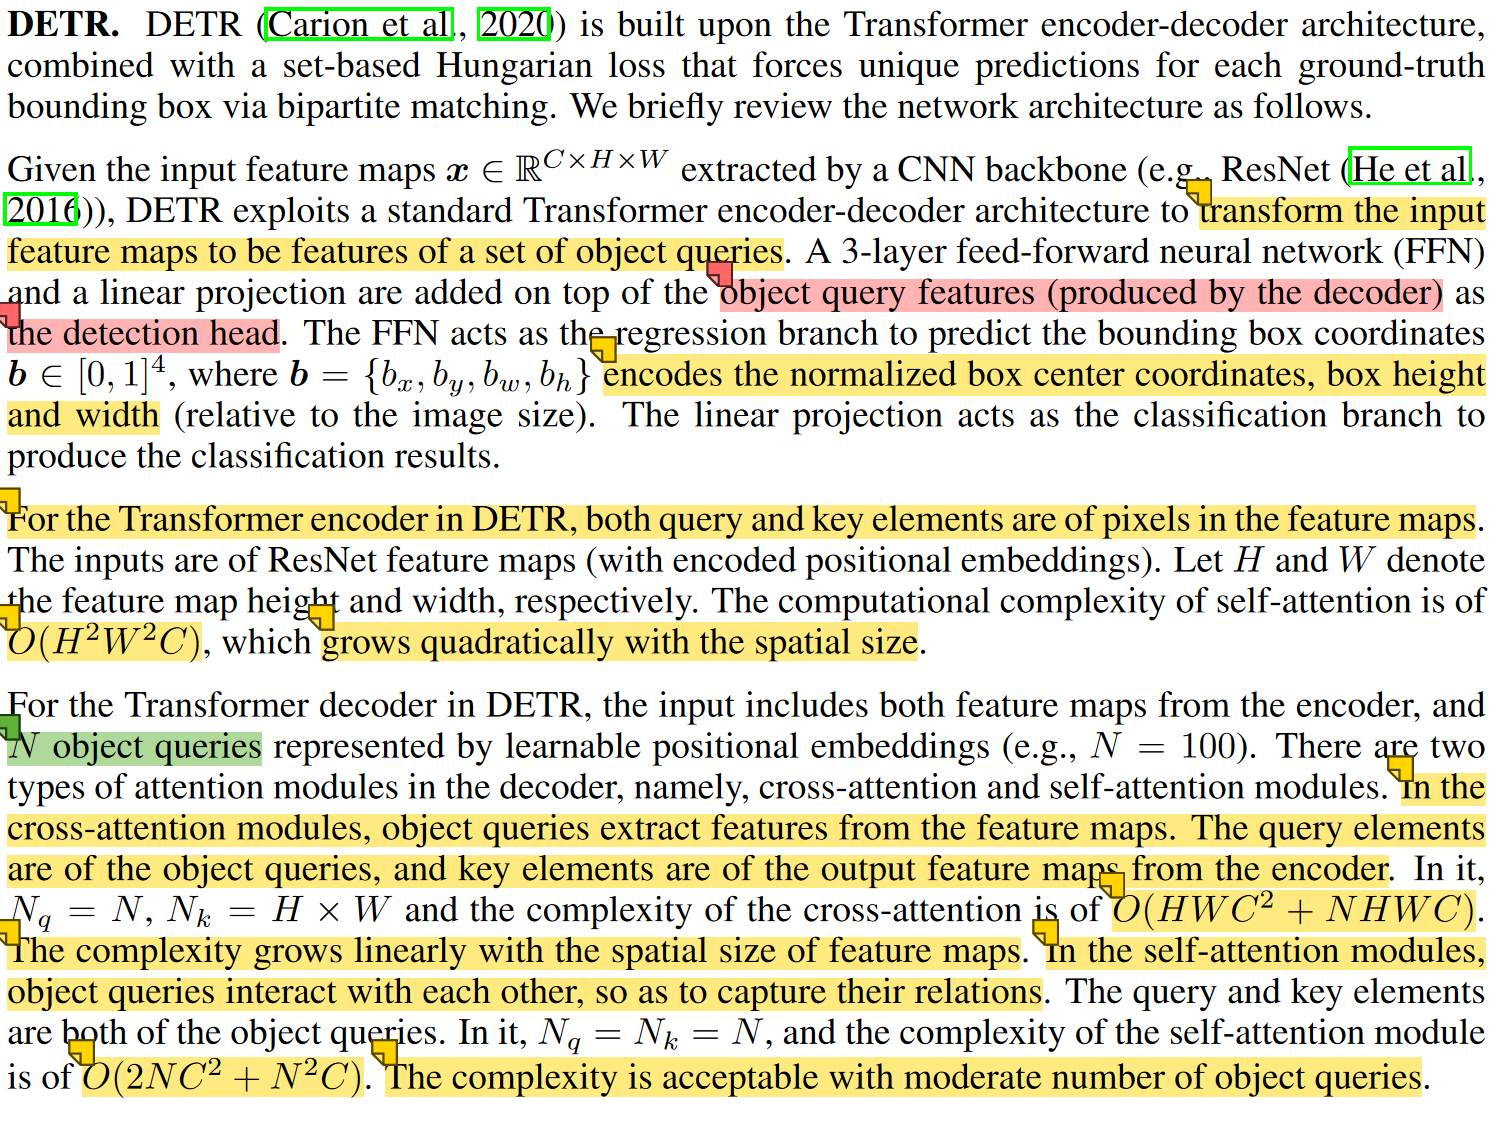 DETR. DETR (Carion et al., 2020) is built upon the Transformer encoder-decoder architecture,
combined with a set-based Hungarian loss that forces unique predictions for each ground-truth
bounding box via bipartite matching. We briefly review the network architecture as follows.
Given the input feature maps x ∈ ℝ^{C×H×W} extracted by a CNN backbone (e.g., ResNet (He et al.,
2016)), DETR exploits a standard Transformer encoder-decoder architecture to transform the input
feature maps to be features of a set of object queries. A 3-layer feed-forward neural network (FFN)
and a linear projection are added on top of the object query features (produced by the decoder) as
the detection head. The FFN acts as the regression branch to predict the bounding box coordinates
b ∈ [0, 1]^4, where b = {b_x, b_y, b_w, b_h} encodes the normalized box center coordinates, box height
and width (relative to the image size). The linear projection acts as the classification branch to
produce the classification results.
For the Transformer encoder in DETR, both query and key elements are of pixels in the feature maps.
The inputs are of ResNet feature maps (with encoded positional embeddings). Let H and W denote
the feature map height and width, respectively. The computational complexity of self-attention is of
O(H²W²C), which grows quadratically with the spatial size.
For the Transformer decoder in DETR, the input includes both feature maps from the encoder, and
N object queries represented by learnable positional embeddings (e.g., N = 100). There are two
types of attention modules in the decoder, namely, cross-attention and self-attention modules. In the
cross-attention modules, object queries extract features from the feature maps. The query elements
are of the object queries, and key elements are of the output feature maps from the encoder. In it,
N_q = N, N_k = H × W and the complexity of the cross-attention is of O(HWC² + NHWC).
The complexity grows linearly with the spatial size of feature maps. In the self-attention modules,
object queries interact with each other, so as to capture their relations. The query and key elements
are both of the object queries. In it, N_q = N_k = N, and the complexity of the self-attention module
is of O(2NC² + N²C). The complexity is acceptable with moderate number of object queries.